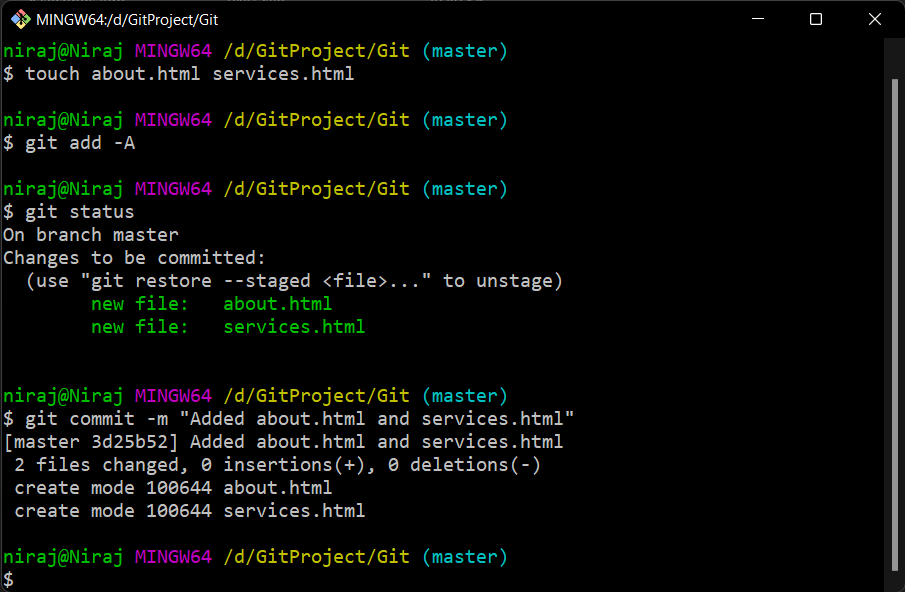 MINGW64:/d/GitProject/Git
niraj@Niraj MINGW64 /d/GitProject/Git (master)
$ touch about.html services.html
niraj@Niraj MINGW64 /d/GitProject/Git (master)
$ git add -A
niraj@Niraj MINGW64 /d/GitProject/Git (master)
$ git status
On branch master
Changes to be committed:
  (use "git restore --staged <file>..." to unstage)
        new file:   about.html
        new file:   services.html
niraj@Niraj MINGW64 /d/GitProject/Git (master)
$ git commit -m "Added about.html and services.html"
[master 3d25b52] Added about.html and services.html
 2 files changed, 0 insertions(+), 0 deletions(-)
 create mode 100644 about.html
 create mode 100644 services.html
niraj@Niraj MINGW64 /d/GitProject/Git (master)
$